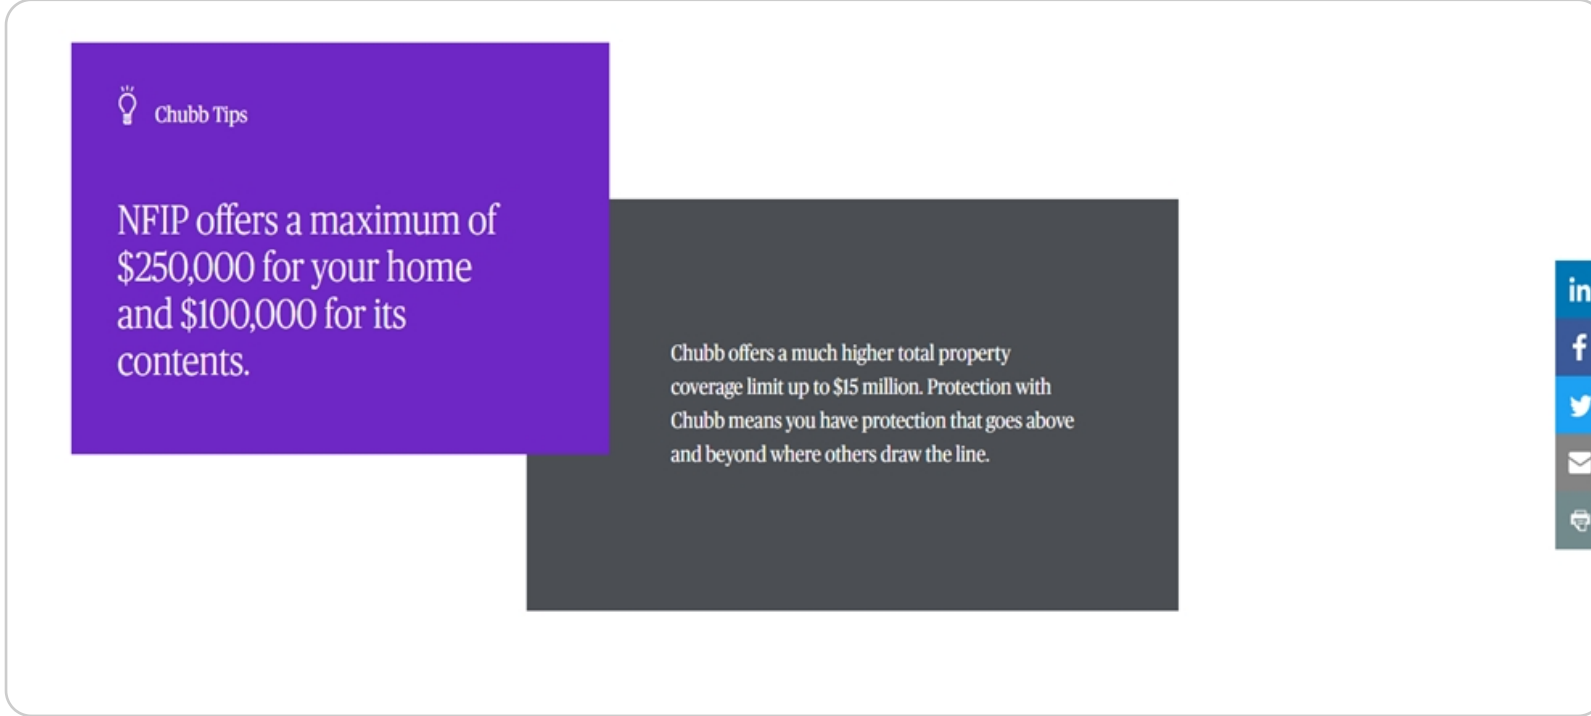 Chubb Tips
NFIP offers a maximum of
$250,000 for your home
and $100,000 for its
contents.
Chubb offers a much higher total property
coverage limit up to $15 million. Protection with
Chubb means you have protection that goes above
and beyond where others draw the line.
in
f